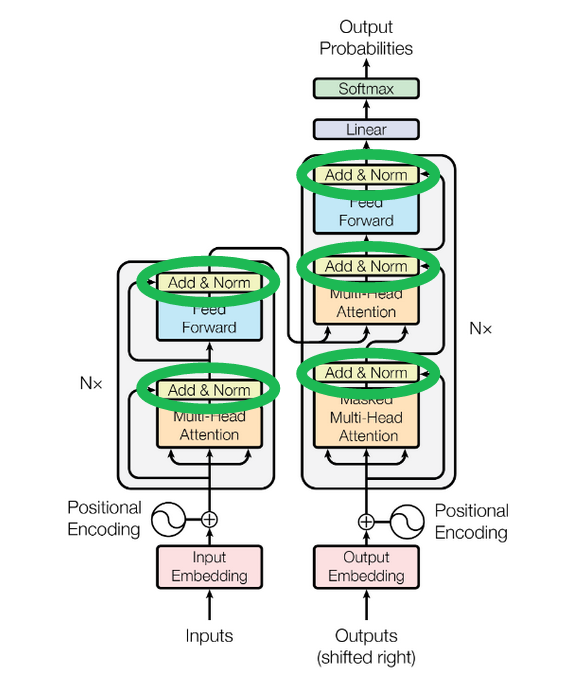 Output
Probabilities
Softmax
Linear
Add & Norm
Feed
Forward
Add & Norm
Multi-Head
Attention
Add & Norm
Masked
Multi-Head
Attention
Nx
Add & Norm
Feed
Forward
Add & Norm
Multi-Head
Attention
N×
Positional
Encoding
Positional
Encoding
Input
Embedding
Output
Embedding
Inputs
Outputs
(shifted right)